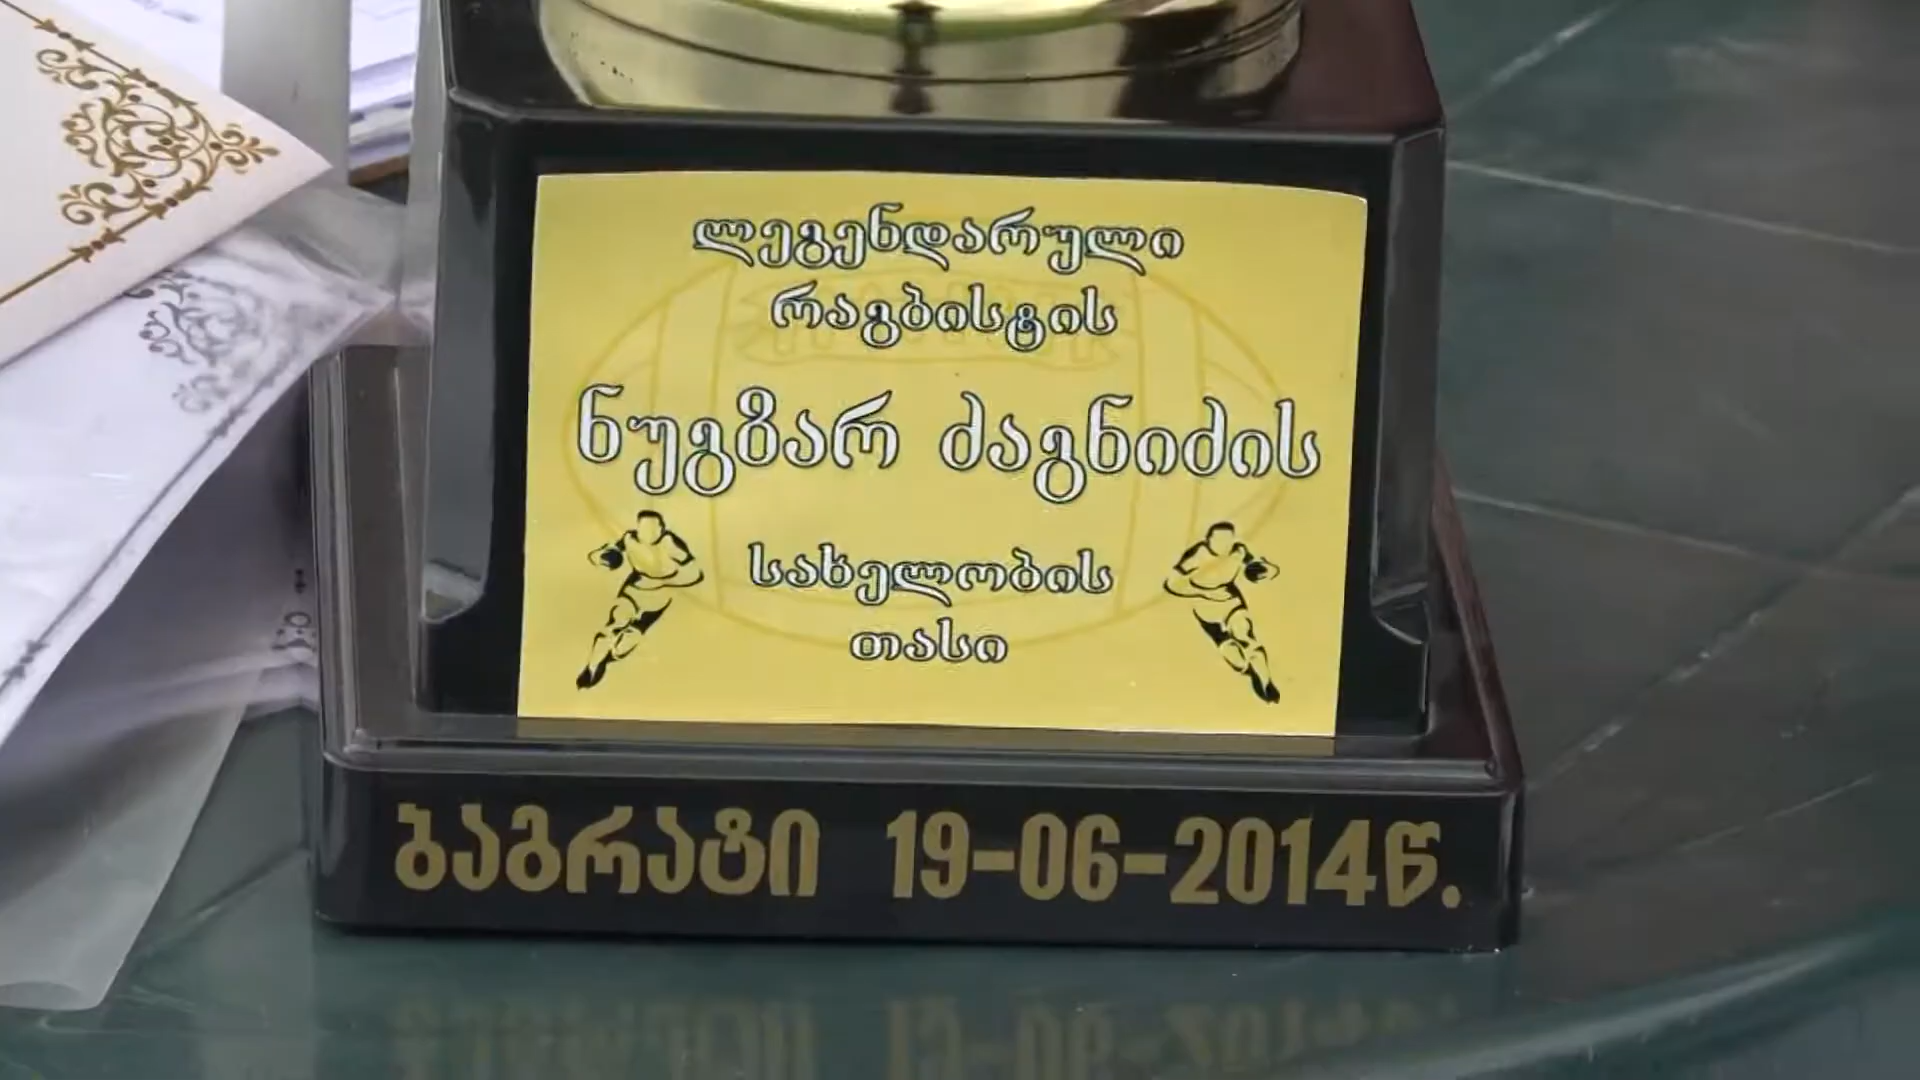 ლეგენდარული
რაგბისტის
ნუგზარ ძაგნიძის
სახელობის
თასი
ბაგრატი 19-06-2014წ.